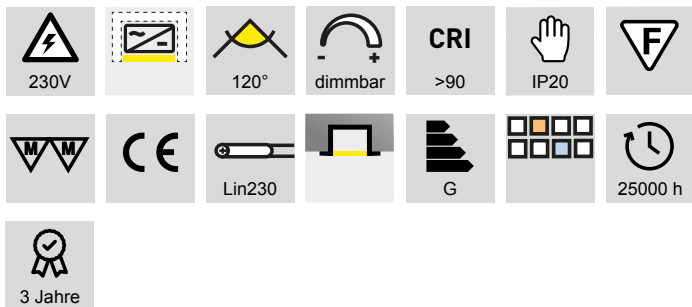 CRI
230V
120°
- +
dimmbar
>90
IP20
F
M M
CE
Lin230
G
25000 h
3 Jahre